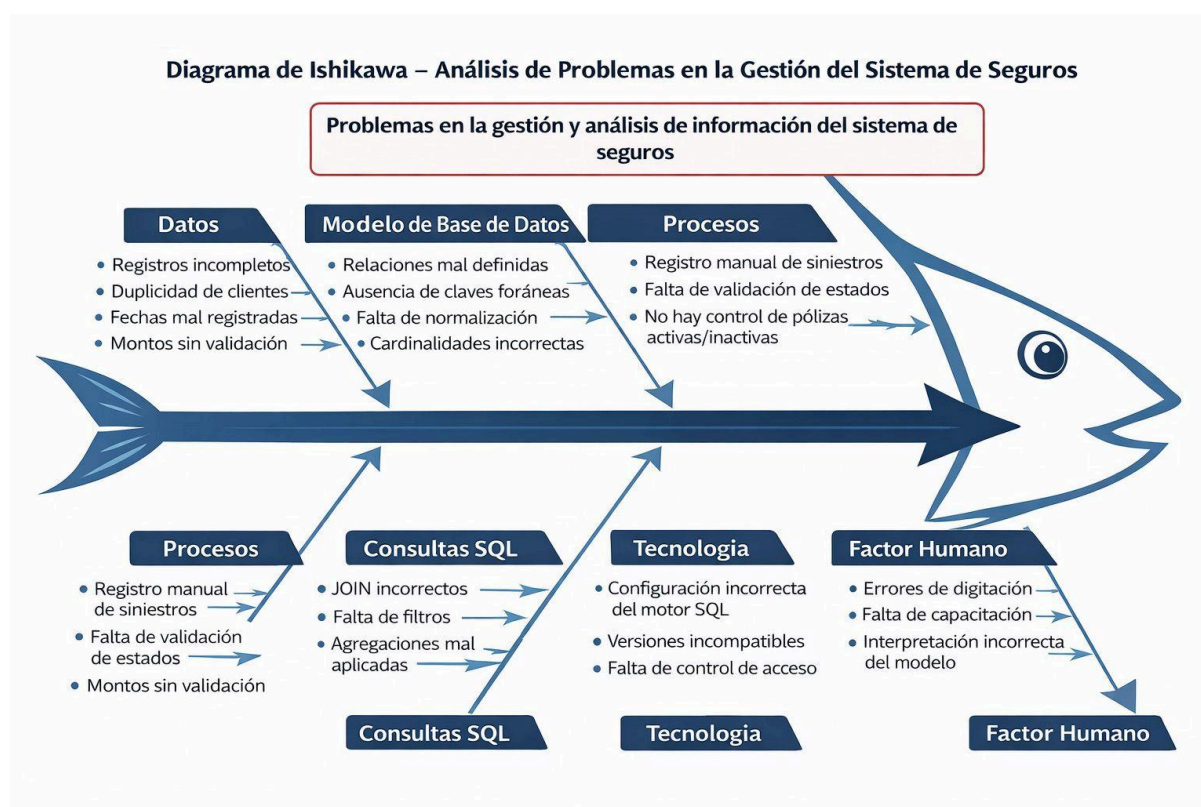 Diagrama de Ishikawa – Análisis de Problemas en la Gestión del Sistema de Seguros
Problemas en la gestión y análisis de información del sistema de
seguros
Datos
• Registros incompletos
• Duplicidad de clientes
• Fechas mal registradas
• Montos sin validación
Modelo de Base de Datos
• Relaciones mal definidas
• Ausencia de claves foráneas
• Falta de normalización
• Cardinalidades incorrectas
Procesos
• Registro manual de siniestros
• Falta de validación de estados
• No hay control de pólizas
activas/inactivas
Procesos
• Registro manual
de siniestros
• Falta de validación
de estados
• Montos sin validación
Consultas SQL
• JOIN incorrectos
• Falta de filtros
• Agregaciones mal
aplicadas
Consultas SQL
Tecnologia
• Configuración incorrecta
del motor SQL
• Versiones incompatibles
• Falta de control de acceso
Tecnologia
Factor Humano
• Errores de digitación
• Falta de capacitación
• Interpretación incorrecta
del modelo
Factor Humano